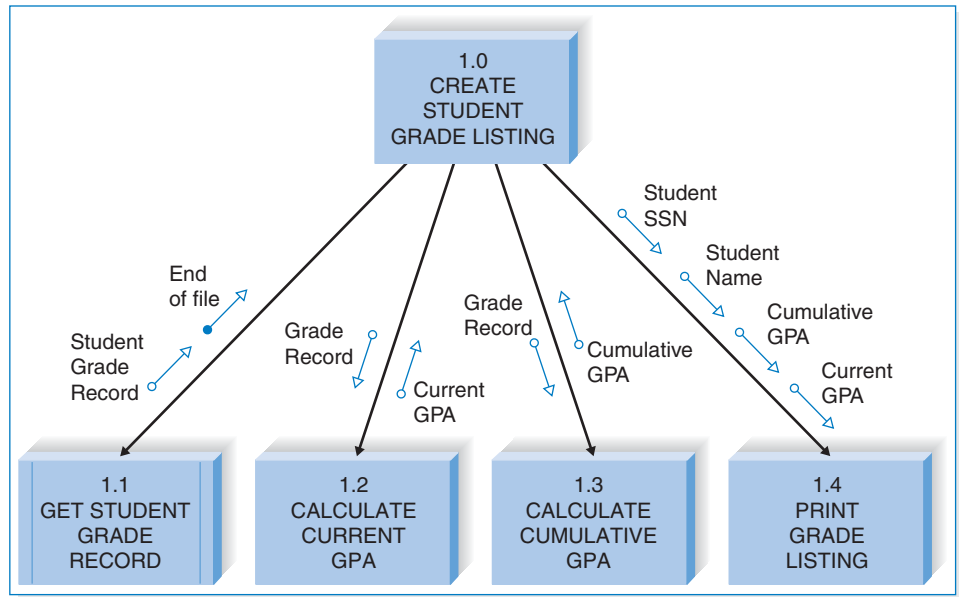 1.0
CREATE
STUDENT
GRADE LISTING
Student
SSN
Student
Name
Cumulative
GPA
Current
GPA
End
of file
Student
Grade
Record
Grade
Record
Current
GPA
Grade
Record
Cumulative
GPA
1.1
GET STUDENT
GRADE
RECORD
1.2
CALCULATE
CURRENT
GPA
1.3
CALCULATE
CUMULATIVE
GPA
1.4
PRINT
GRADE
LISTING